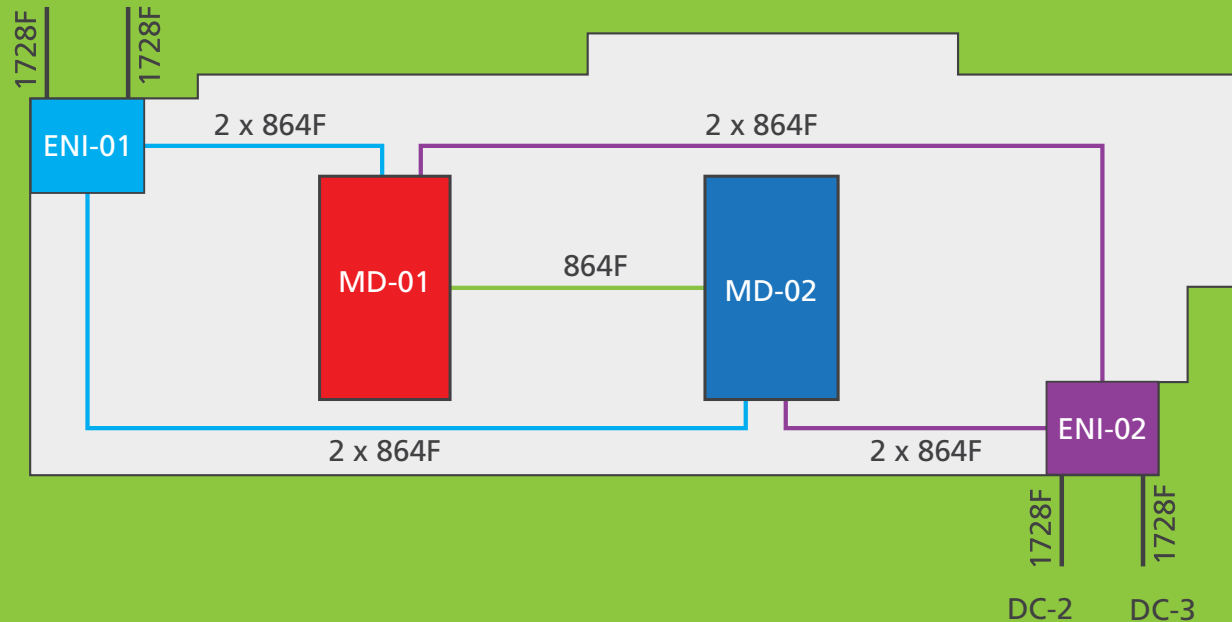 1728F
1728F
ENI-01
2 x 864F
2 x 864F
MD-01
864F
MD-02
2 x 864F
2 x 864F
ENI-02
1728F
1728F
DC-2
DC-3